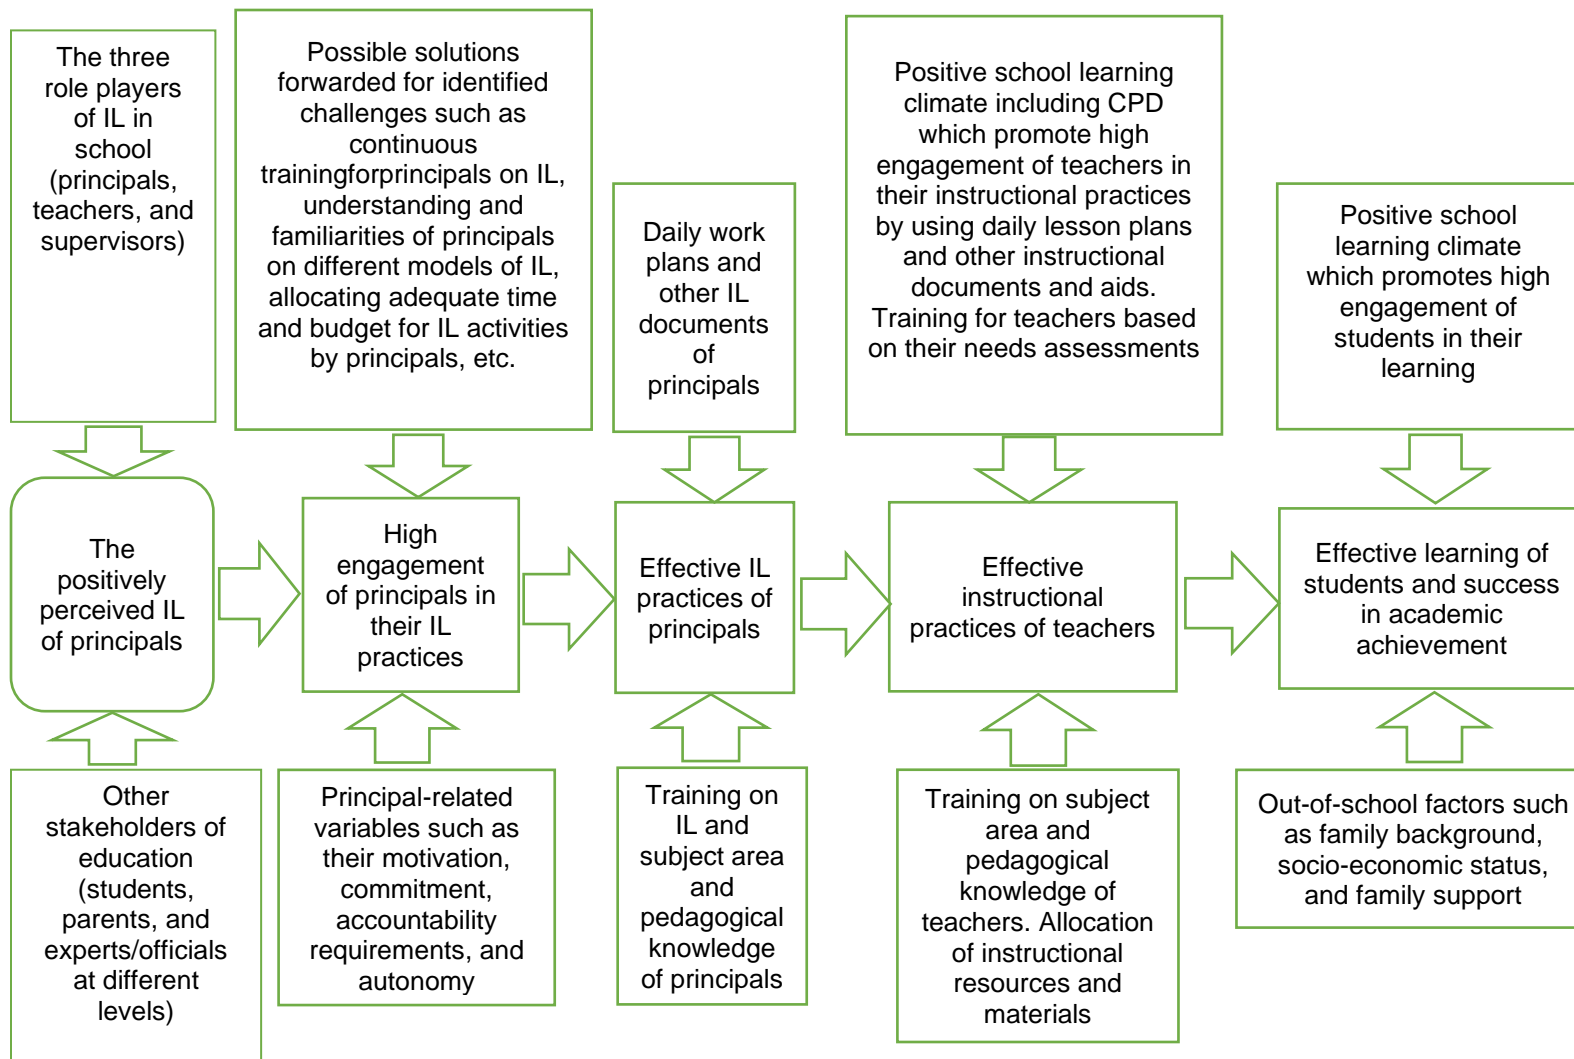 The three
role players
of IL in
school
(principals,
teachers, and
supervisors)
Possible solutions
forwarded for identified
challenges such as
continuous
trainingforprincipals on IL,
understanding and
familiarities of principals
on different models of IL,
allocating adequate time
and budget for IL activities
by principals, etc.
Daily work
plans and
other IL
documents
of
principals
Positive school learning
climate including CPD
which promote high
engagement of teachers in
their instructional practices
by using daily lesson plans
and other instructional
documents and aids.
Training for teachers based
on their needs assessments
Positive school
learning climate
which promotes high
engagement of
students in their
learning
The
positively
perceived IL
of principals
High
engagement
of principals in
their IL
practices
Effective IL
practices of
principals
Effective
instructional
practices of teachers
Effective learning of
students and success
in academic
achievement
Other
stakeholders of
education
(students,
parents, and
experts/officials
at different
levels)
Principal-related
variables such as
their motivation,
commitment,
accountability
requirements, and
autonomy
Training on
IL and
subject area
and
pedagogical
knowledge
of principals
Training on subject
area and
pedagogical
knowledge of
teachers. Allocation
of instructional
resources and
materials
Out-of-school factors such
as family background,
socio-economic status,
and family support